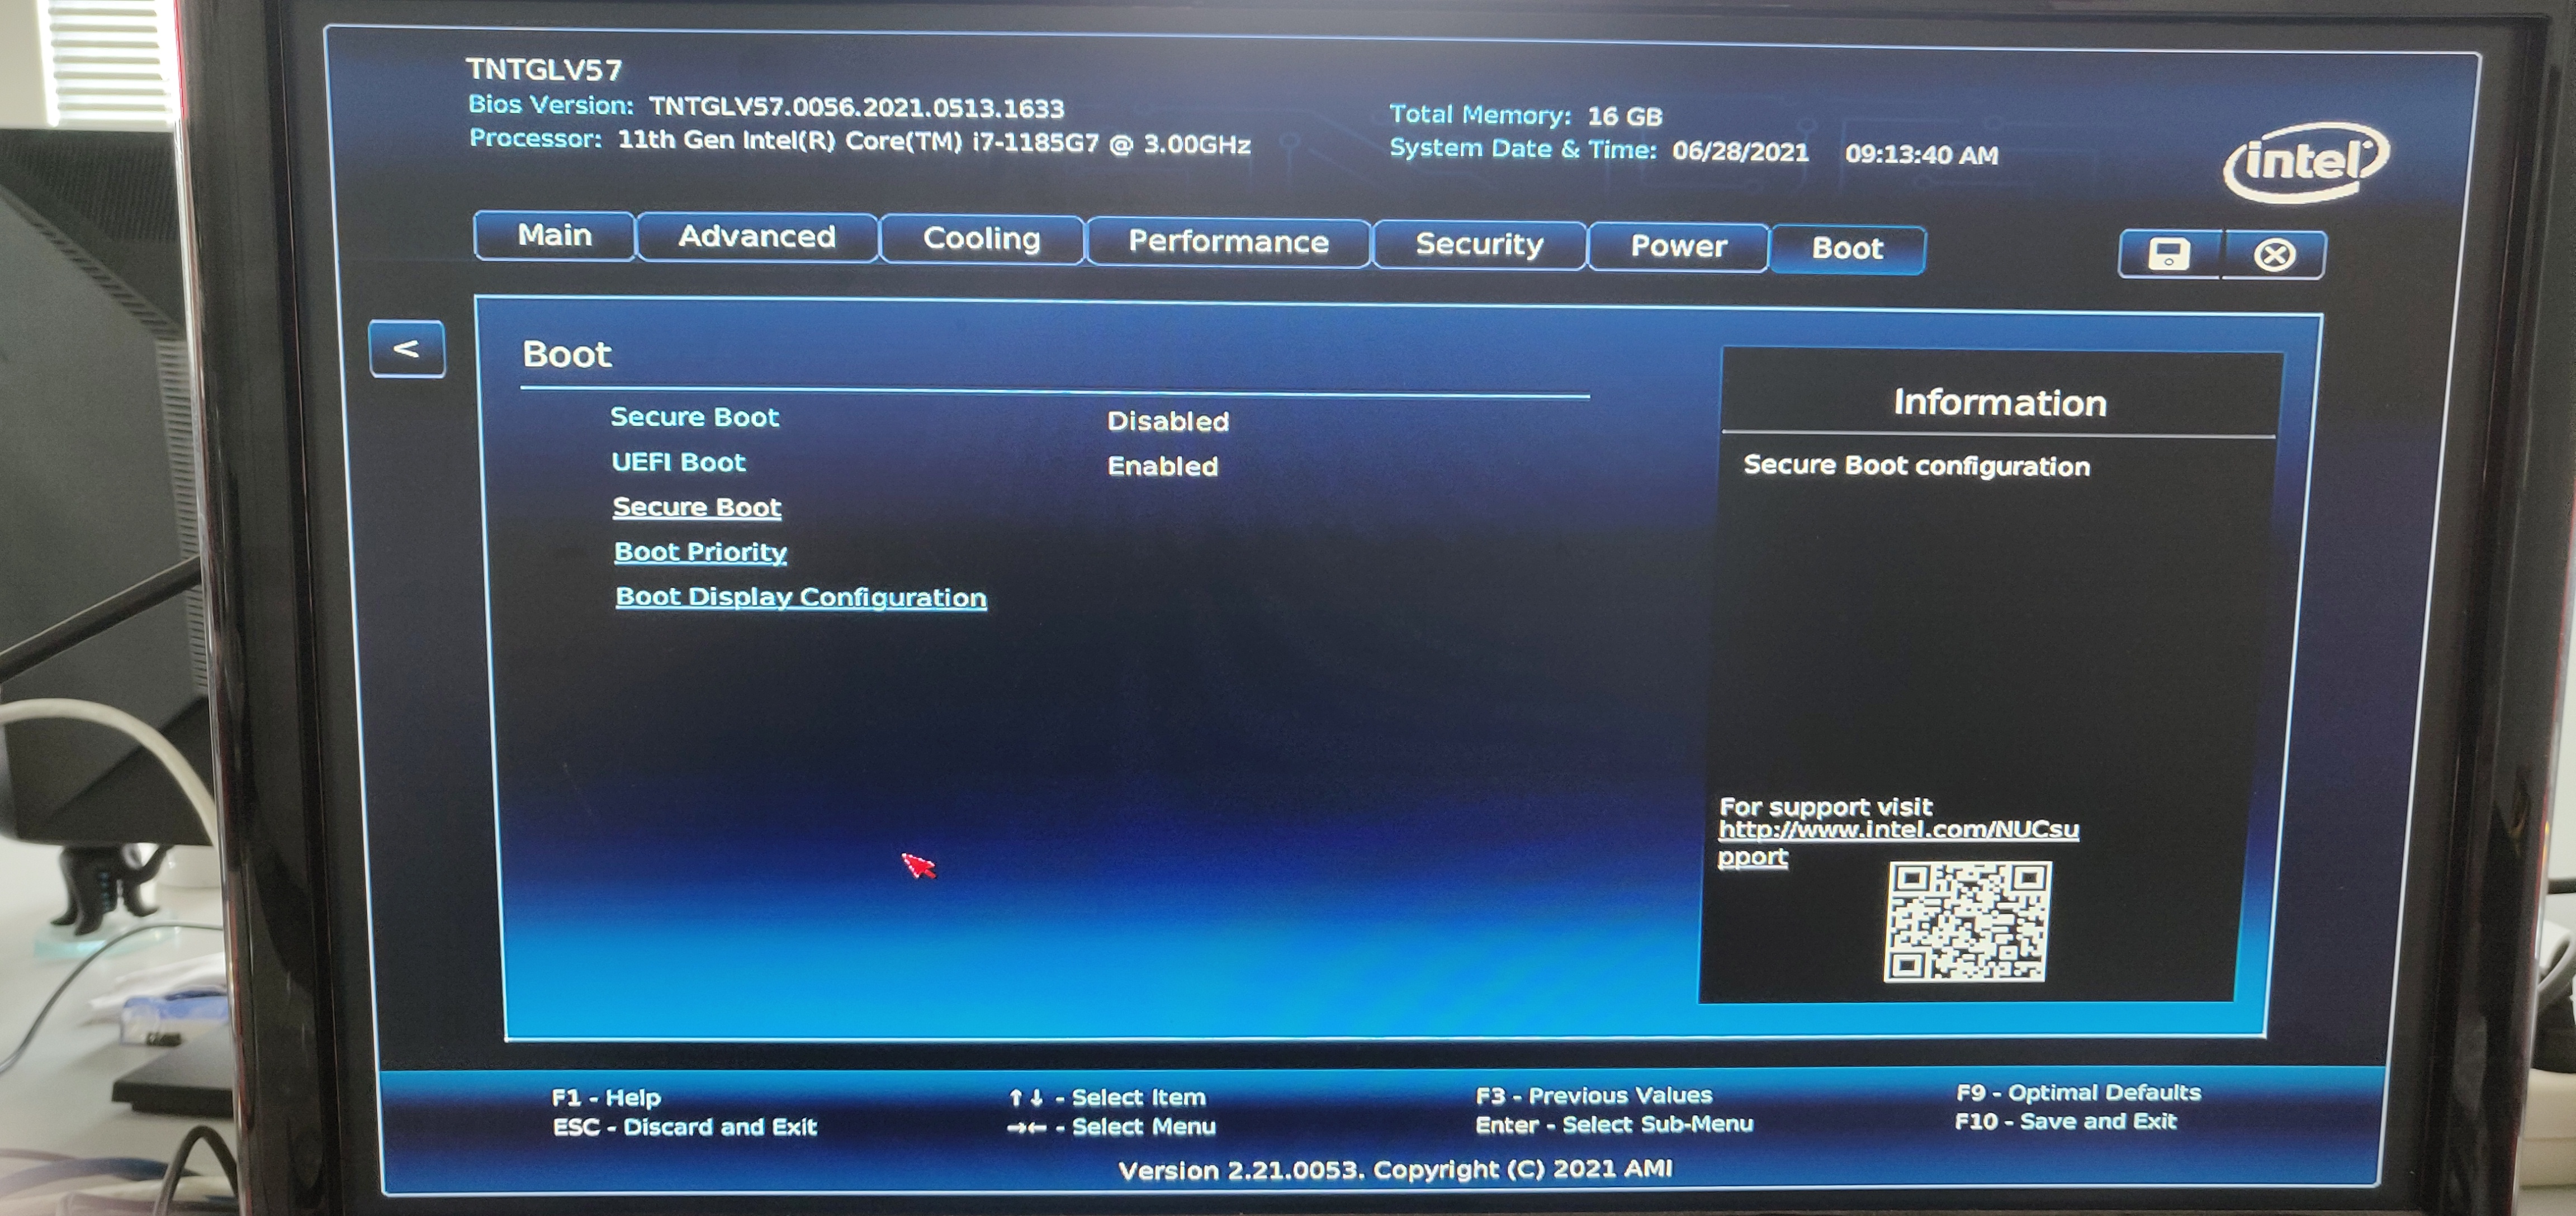 TNTGLV57
Bios Version: TNTGLV57.0056.2021.0513.1633
Processor: 11th Gen Intel(R) Core(TM) i7-1185G7 @ 3.00GHz
Total Memory: 16 GB
System Date & Time: 06/28/2021 09:13:40 AM
intel
Main Advanced Cooling Performance Security Power Boot
<
Boot
Secure Boot Disabled
UEFI Boot Enabled
Secure Boot
Boot Priority
Boot Display Configuration
Information
Secure Boot configuration
For support visit
http://www.intel.com/NUCsu
pport
F1 - Help ↑↓ - Select Item F3 - Previous Values F9 - Optimal Defaults
ESC - Discard and Exit →← - Select Menu Enter - Select Sub-Menu F10 - Save and Exit
Version 2.21.0053. Copyright (C) 2021 AMI